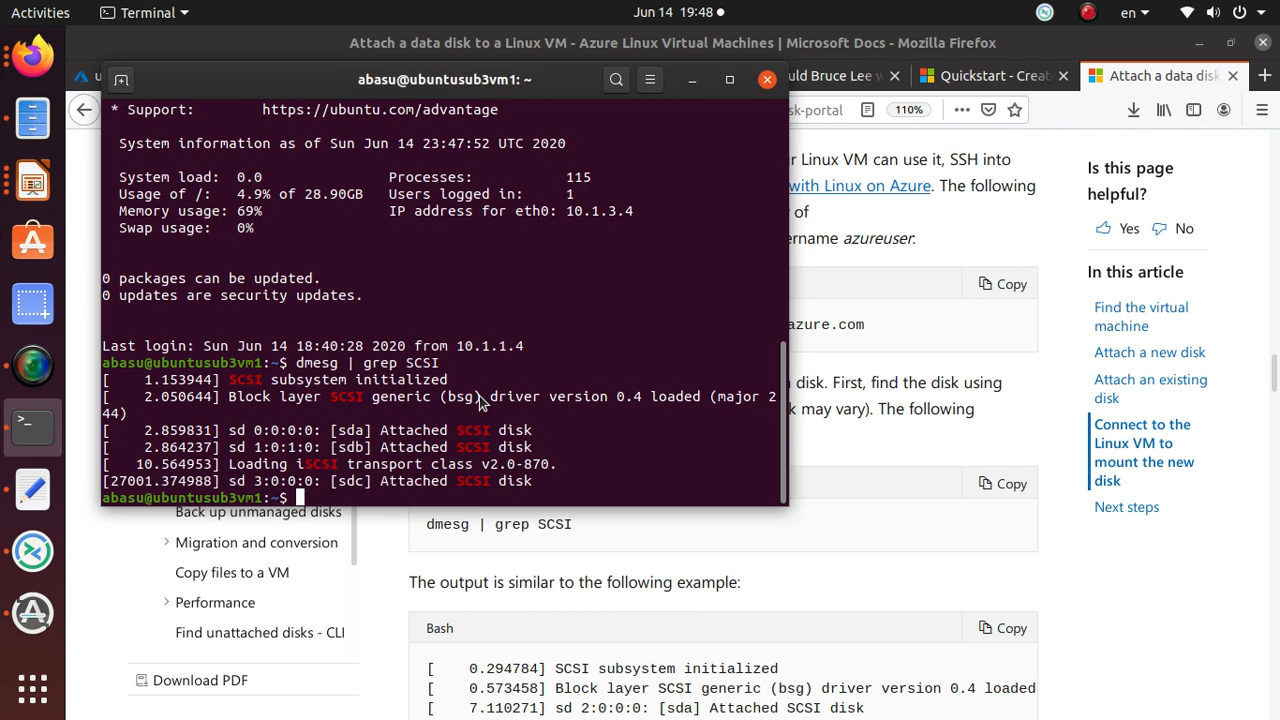 Activities
Terminal
Jun 14 19:48
en
Attach a data disk to a Linux VM - Azure Linux Virtual Machines | Microsoft Docs - Mozilla Firefox
uld Bruce Lee
Quickstart - Creat
Attach a data disk
sk-portal
110%
abasu@ubuntusub3vm1: ~
* Support: https://ubuntu.com/advantage
System information as of Sun Jun 14 23:47:52 UTC 2020
System load: 0.0 Processes: 115
Usage of /: 4.9% of 28.90GB Users logged in: 1
Memory usage: 69% IP address for eth0: 10.1.3.4
Swap usage: 0%
0 packages can be updated.
0 updates are security updates.
Last login: Sun Jun 14 18:40:28 2020 from 10.1.1.4
abasu@ubuntusub3vm1:~$ dmesg | grep SCSI
[ 1.153944] SCSI subsystem initialized
[ 2.050644] Block layer SCSI generic (bsg) driver version 0.4 loaded (major 2
44)
[ 2.859831] sd 0:0:0:0: [sda] Attached SCSI disk
[ 2.864237] sd 1:0:1:0: [sdb] Attached SCSI disk
[ 10.564953] Loading iSCSI transport class v2.0-870.
[27001.374988] sd 3:0:0:0: [sdc] Attached SCSI disk
abasu@ubuntusub3vm1:~$
r Linux VM can use it, SSH into
with Linux on Azure. The following
of
ername azureuser.
Copy
azure.com
disk. First, find the disk using
k may vary). The following
Copy
dmesg | grep SCSI
The output is similar to the following example:
Bash
Copy
[ 0.294784] SCSI subsystem initialized
[ 0.573458] Block layer SCSI generic (bsg) driver version 0.4 loaded
[ 7.110271] sd 2:0:0:0: [sda] Attached SCSI disk
Back up unmanaged disks
Migration and conversion
Copy files to a VM
Performance
Find unattached disks - CLI
Download PDF
Is this page
helpful?
Yes
No
In this article
Find the virtual
machine
Attach a new disk
Attach an existing
disk
Connect to the
Linux VM to
mount the new
disk
Next steps